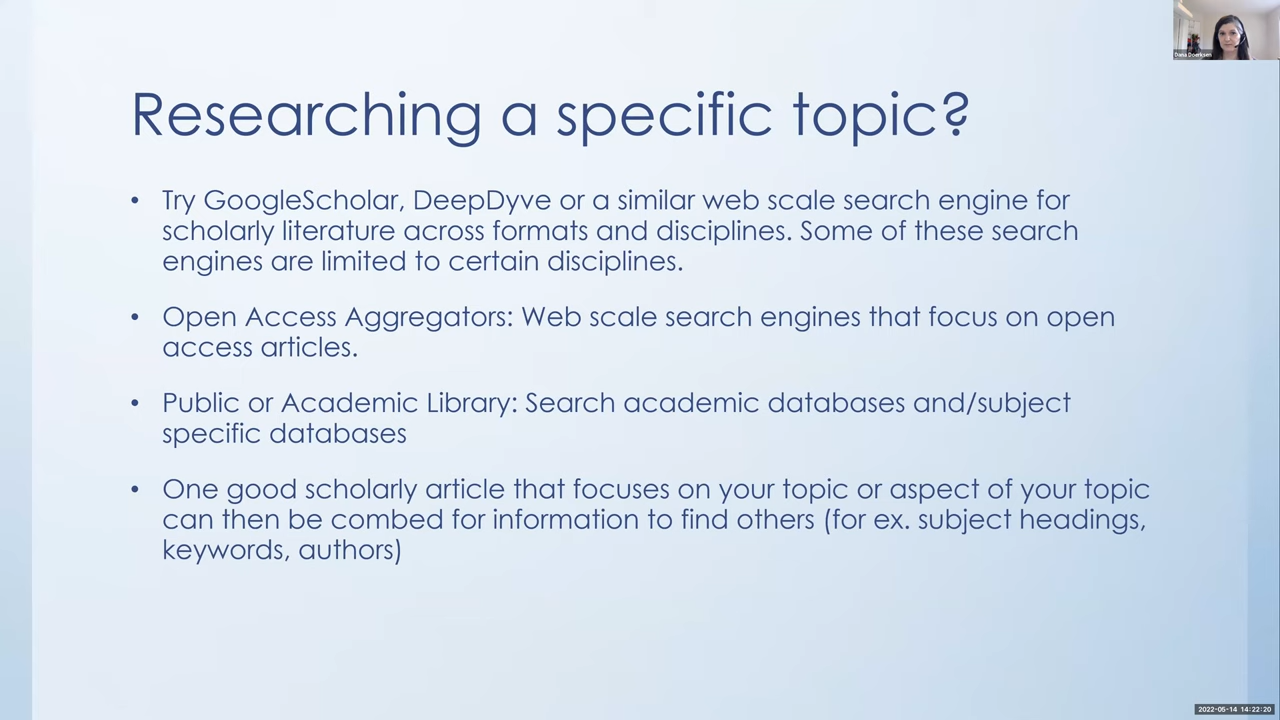 Dana Doerksen
Researching a specific topic?
• Try GoogleScholar, DeepDyve or a similar web scale search engine for
scholarly literature across formats and disciplines. Some of these search
engines are limited to certain disciplines.
• Open Access Aggregators: Web scale search engines that focus on open
access articles.
• Public or Academic Library: Search academic databases and/subject
specific databases
• One good scholarly article that focuses on your topic or aspect of your topic
can then be combed for information to find others (for ex. subject headings,
keywords, authors)
2022-05-14 14:22:20